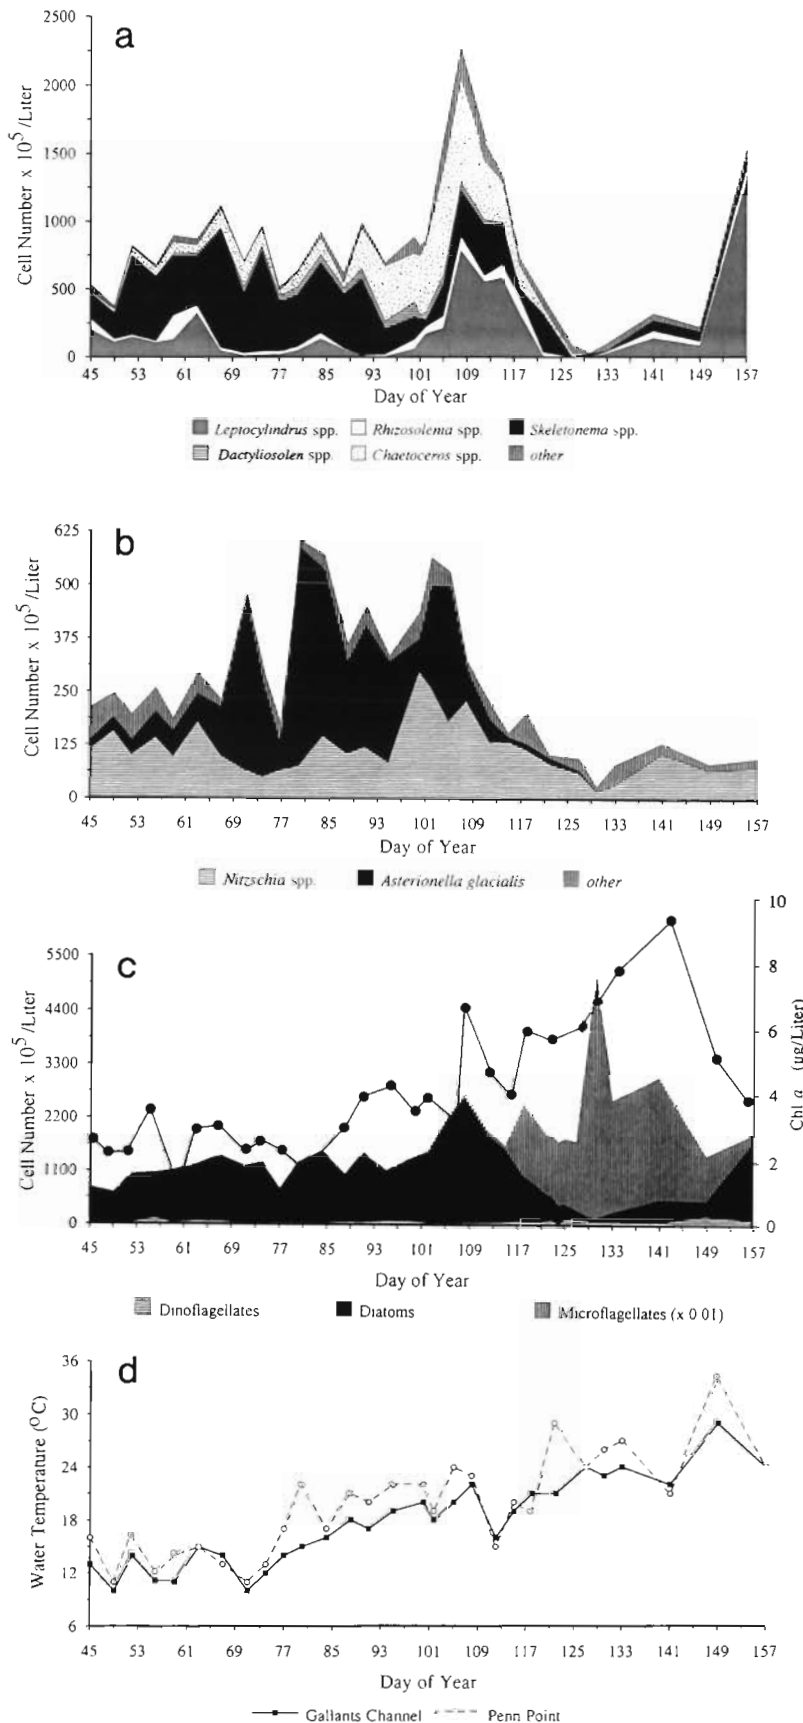 a
2500
2000
1500
1000
500
0
Cell Number x 10^5 /Liter
45 53 61 69 77 85 93 101 109 117 125 133 141 149 157
Day of Year
Leptocylindrus spp. Rhizosolema spp. Skeletonema spp.
Dactyliosolen spp. Chaetoceros spp. other
b
625
500
375
250
125
0
Cell Number x 10^5 /Liter
45 53 61 69 77 85 93 101 109 117 125 133 141 149 157
Day of Year
Nitzschia spp. Asterionella glacialis other
c
5500
4400
3300
2200
1100
0
Cell Number x 10^5 /Liter
10
8
6
4
2
0
Chl a (ug/Liter)
45 53 61 69 77 85 93 101 109 117 125 133 141 149 157
Day of Year
Dinoflagellates Diatoms Microflagellates (x 0 01)
d
36
30
24
18
12
6
Water Temperature (°C)
45 53 61 69 77 85 93 101 109 117 125 133 141 149 157
Day of Year
Gallants Channel Penn Point